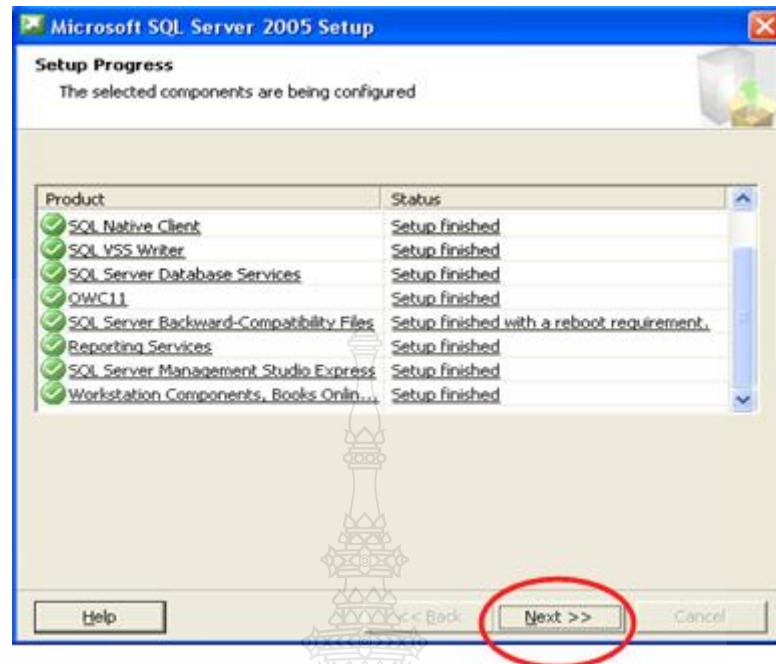 Microsoft SQL Server 2005 Setup
Setup Progress
The selected components are being configured
Product Status
SQL Native Client Setup finished
SQL VSS Writer Setup finished
SQL Server Database Services Setup finished
OWC11 Setup finished
SQL Server Backward-Compatibility Files Setup finished with a reboot requirement.
Reporting Services Setup finished
SQL Server Management Studio Express Setup finished
Workstation Components, Books Onlin... Setup finished
Help << Back Next >> Cancel